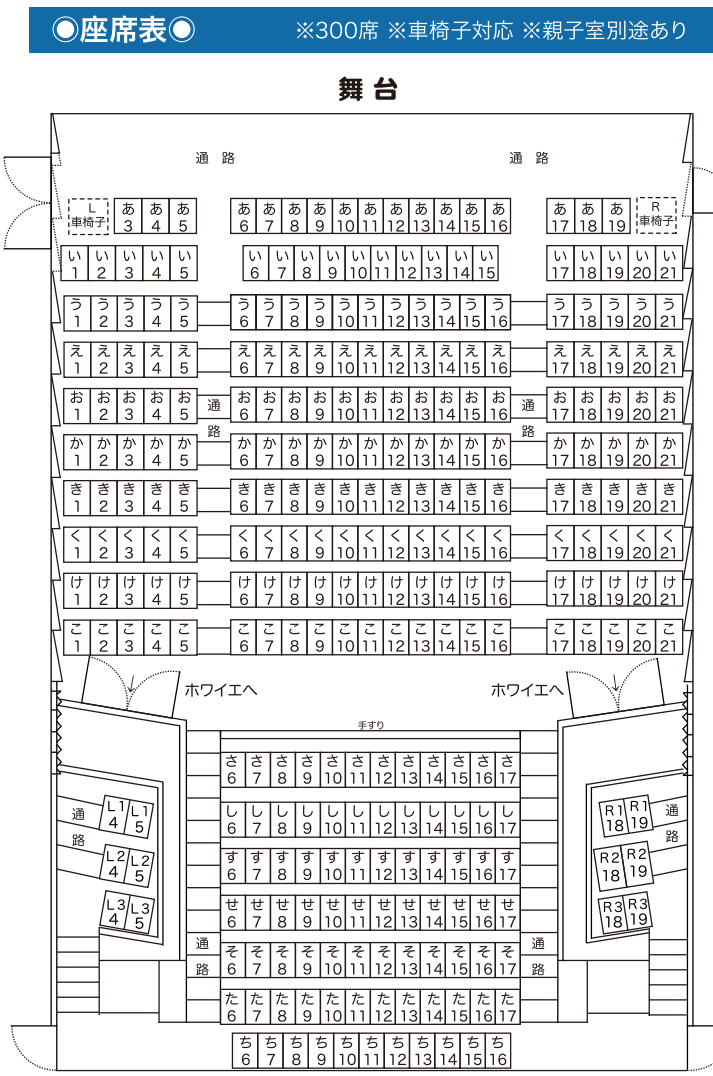 ◎座席表◎ ※300席 ※車椅子対応 ※親子室別途あり
舞台
通路 通路
L車椅子 あ3 あ4 あ5 あ6 あ7 あ8 あ9 あ10 あ11 あ12 あ13 あ14 あ15 あ16 あ17 あ18 あ19 R車椅子
い1 い2 い3 い4 い5 い6 い7 い8 い9 い10 い11 い12 い13 い14 い15 い17 い18 い19 い20 い21
う1 う2 う3 う4 う5 う6 う7 う8 う9 う10 う11 う12 う13 う14 う15 う16 う17 う18 う19 う20 う21
え1 え2 え3 え4 え5 え6 え7 え8 え9 え10 え11 え12 え13 え14 え15 え16 え17 え18 え19 え20 え21
お1 お2 お3 お4 お5 通路 お6 お7 お8 お9 お10 お11 お12 お13 お14 お15 お16 通路 お17 お18 お19 お20 お21
か1 か2 か3 か4 か5 か6 か7 か8 か9 か10 か11 か12 か13 か14 か15 か16 か17 か18 か19 か20 か21
き1 き2 き3 き4 き5 き6 き7 き8 き9 き10 き11 き12 き13 き14 き15 き16 き17 き18 き19 き20 き21
く1 く2 く3 く4 く5 く6 く7 く8 く9 く10 く11 く12 く13 く14 く15 く16 く17 く18 く19 く20 く21
け1 け2 け3 け4 け5 け6 け7 け8 け9 け10 け11 け12 け13 け14 け15 け16 け17 け18 け19 け20 け21
こ1 こ2 こ3 こ4 こ5 こ6 こ7 こ8 こ9 こ10 こ11 こ12 こ13 こ14 こ15 こ16 こ17 こ18 こ19 こ20 こ21
ホワイエへ ホワイエへ
手すり
さ6 さ7 さ8 さ9 さ10 さ11 さ12 さ13 さ14 さ15 さ16 さ17
通路 L14 L15 し6 し7 し8 し9 し10 し11 し12 し13 し14 し15 し16 し17 R118 R119 通路
L24 L25 す6 す7 す8 す9 す10 す11 す12 す13 す14 す15 す16 す17 R218 R219
L34 L35 せ6 せ7 せ8 せ9 せ10 せ11 せ12 せ13 せ14 せ15 せ16 せ17 R318 R319
通路 そ6 そ7 そ8 そ9 そ10 そ11 そ12 そ13 そ14 そ15 そ16 そ17 通路
た6 た7 た8 た9 た10 た11 た12 た13 た14 た15 た16 た17
ち6 ち7 ち8 ち9 ち10 ち11 ち12 ち13 ち14 ち15 ち16